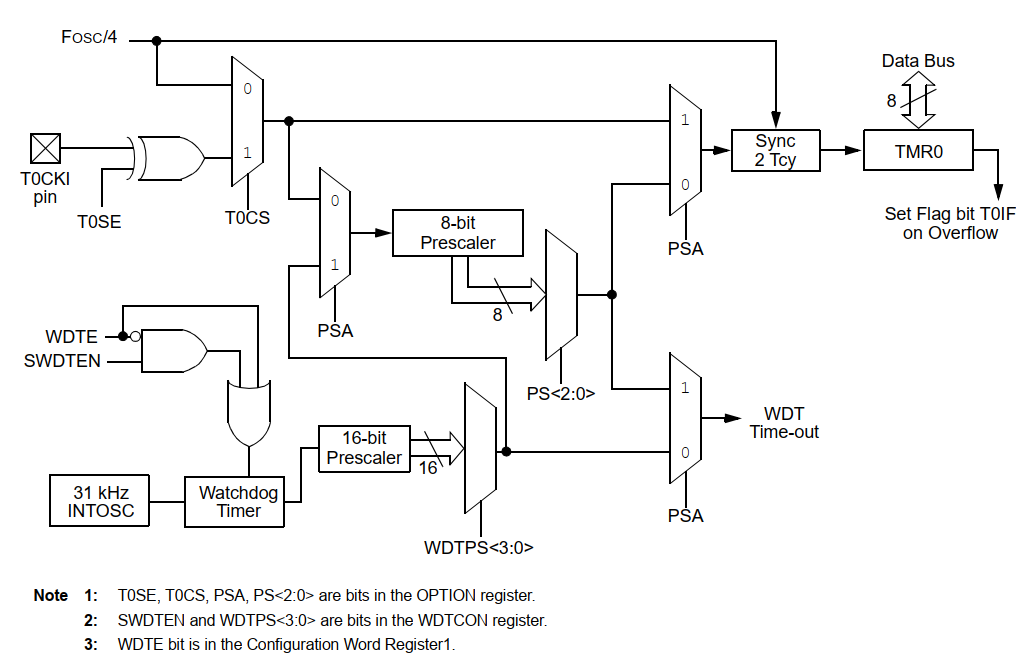 FOSC/4
Data Bus
0
8
1
1
Sync
2 Tcy
TMR0
T0CKI
pin
T0SE
T0CS
0
0
Set Flag bit T0IF
on Overflow
8-bit
Prescaler
PSA
1
8
PSA
WDTE
SWDTEN
PS<2:0>
1
WDT
Time-out
16-bit
Prescaler
16
0
31 kHz
INTOSC
Watchdog
Timer
PSA
WDTPS<3:0>
Note 1: T0SE, T0CS, PSA, PS<2:0> are bits in the OPTION register.
2: SWDTEN and WDTPS<3:0> are bits in the WDTCON register.
3: WDTE bit is in the Configuration Word Register1.